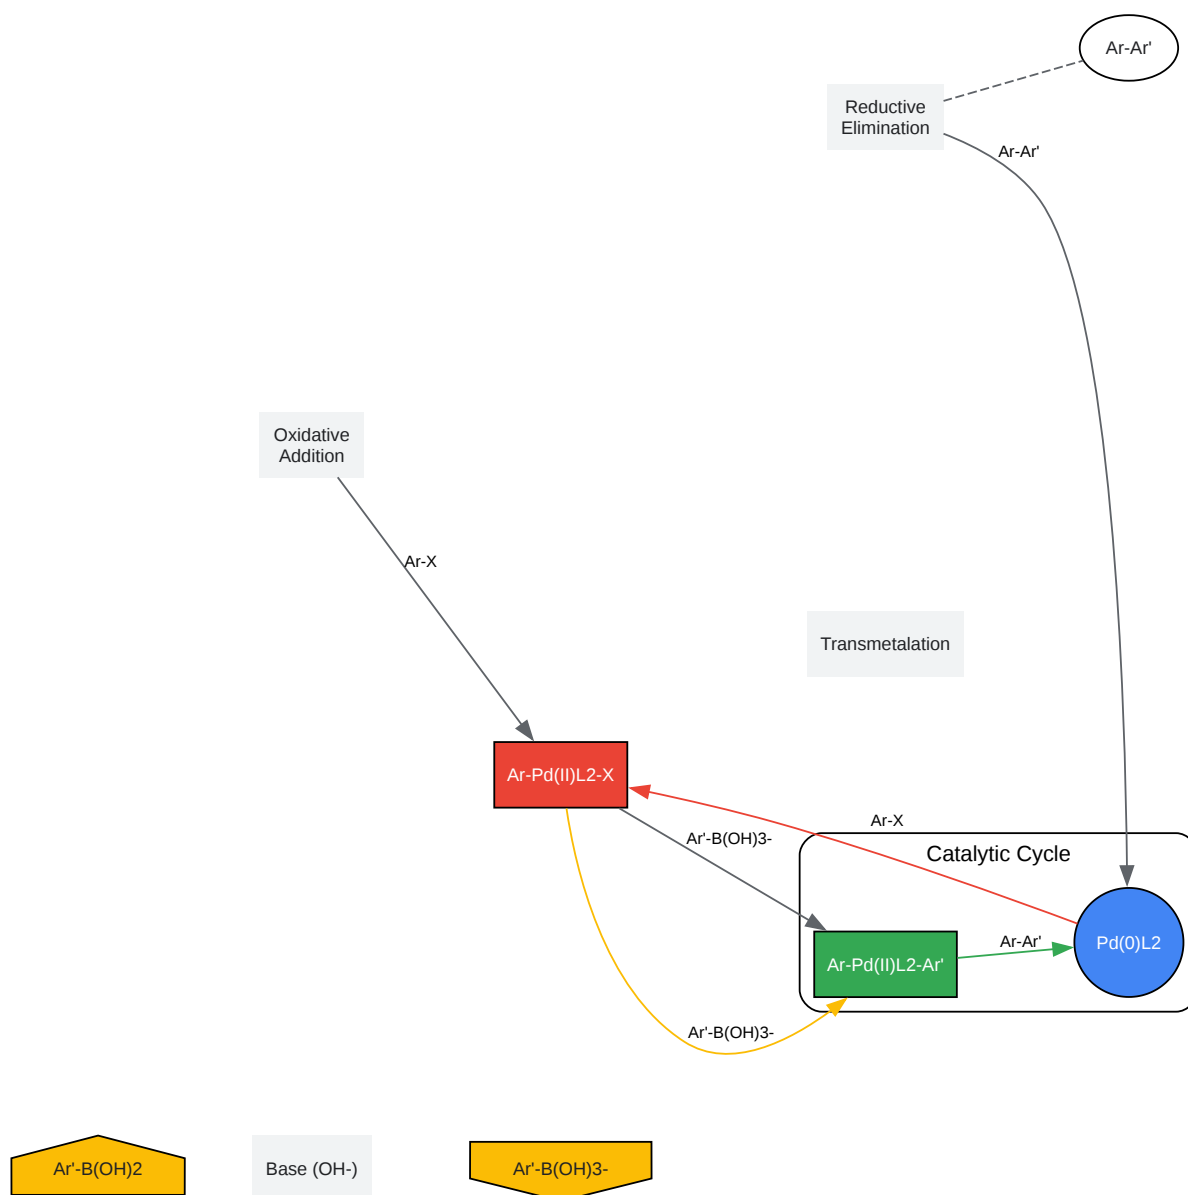 Ar-Ar'
Reductive
Elimination
Ar-Ar'
Oxidative
Addition
Ar-X
Transmetalation
Ar-Pd(II)L2-X
Ar-X
Ar'-B(OH)3-
Catalytic Cycle
Ar-Ar'
Pd(0)L2
Ar-Pd(II)L2-Ar'
Ar'-B(OH)3-
Ar'-B(OH)2
Base (OH-)
Ar'-B(OH)3-